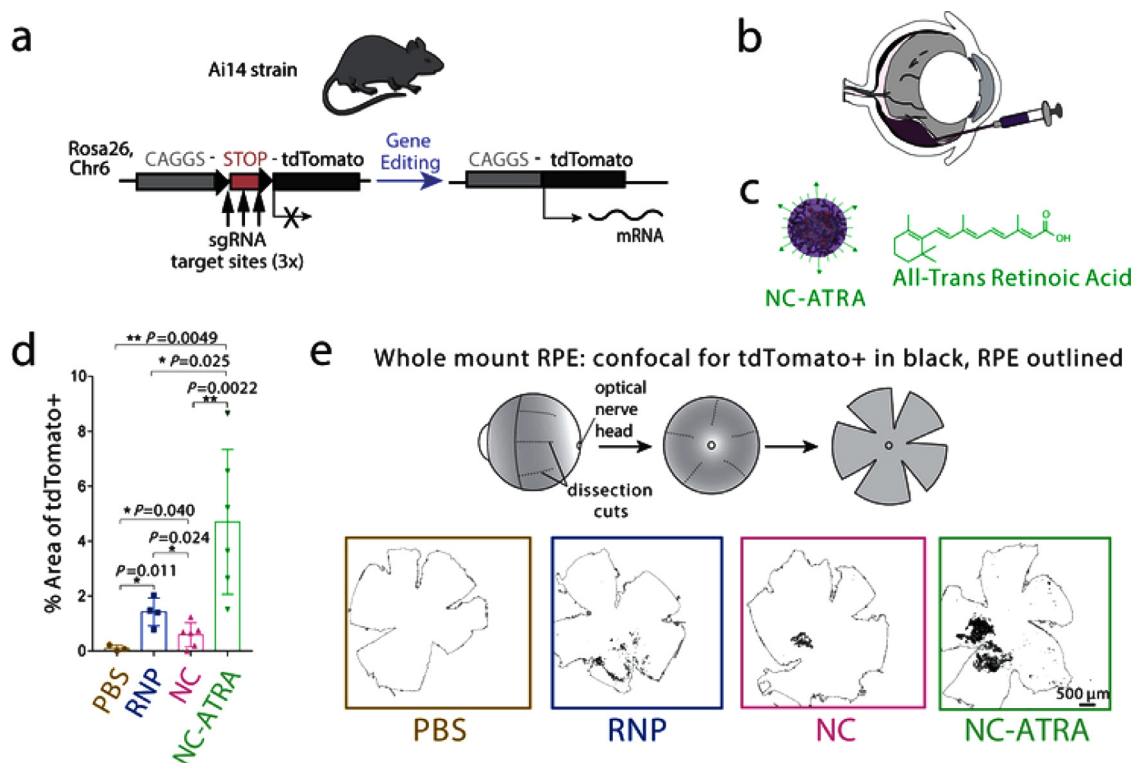 a
Ai14 strain
Rosa26,
Chr6
CAGGS - STOP - tdTomato
Gene
Editing
CAGGS - tdTomato
sgRNA
target sites (3x)
mRNA
b
c
NC-ATRA
O
OH
All-Trans Retinoic Acid
d
** P=0.0049
* P=0.025
P=0.0022
**
* P=0.040
P=0.024
*
P=0.011
*
% Area of tdTomato+
10
8
6
4
2
0
PBS
RNP
NC
NC-ATRA
e
Whole mount RPE: confocal for tdTomato+ in black, RPE outlined
optical
nerve
head
dissection
cuts
500 μm
PBS
RNP
NC
NC-ATRA